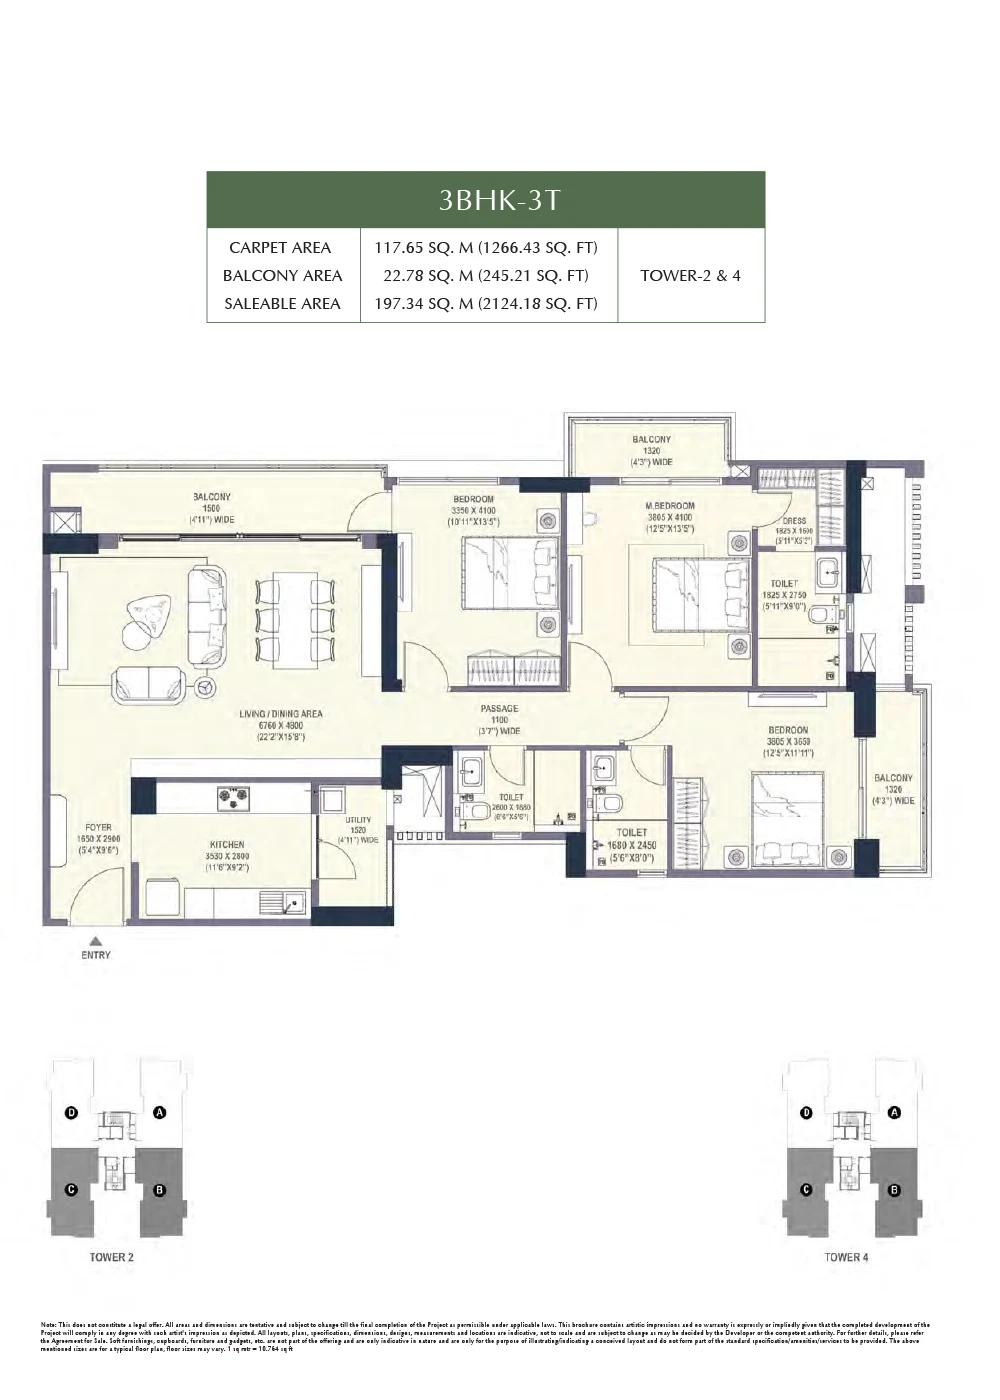 3BHK-3T
CARPET AREA 117.65 SQ. M (1266.43 SQ. FT)
BALCONY AREA 22.78 SQ. M (245.21 SQ. FT)
SALEABLE AREA 197.34 SQ. M (2124.18 SQ. FT)
TOWER-2 & 4
BALCONY
1320
(4'3") WIDE
BALCONY
1500
(4'11") WIDE
BEDROOM
3350 X 4100
(10'11"X13'5")
M.BEDROOM
3805 X 4100
(12'5"X13'5")
DRESS
1825 X 1600
(5'11"X5'2")
TOILET
1825 X 2750
(5'11"X9'0")
LIVING / DINING AREA
6760 X 4800
(22'2"X15'8")
PASSAGE
1100
(3'7") WIDE
BEDROOM
3805 X 3650
(12'5"X11'11")
BALCONY
1320
(4'3") WIDE
TOILET
2600 X 1680
(8'6"X5'6")
UTILITY
1520
(4'11") WIDE
FOYER
1650 X 2900
(5'4"X9'6")
KITCHEN
3530 X 2800
(11'6"X9'2")
TOILET
1680 X 2450
(5'6"X8'0")
ENTRY
D
A
C
B
TOWER 2
D
A
C
B
TOWER 4
Note: This does not constitute a legal offer. All areas and dimensions are tentative and subject to change till the final completion of the Project as permissible under applicable laws. This brochure contains artistic impressions and no warranty is expressly or impliedly given that the completed development of the
Project will comply in any degree with such artist's impression as depicted. All layouts, plans, specifications, dimensions, designs, measurements and locations are indicative, not to scale and are subject to change as may be decided by the Developer or the competent authority. For further details, please refer
the Agreement for Sale. Soft furnishings, cupboards, furniture and gadgets, etc. are not part of the offering and are only indicative in nature and are only for the purpose of illustrating/indicating a conceived layout and do not form part of the standard specification/amenities/services to be provided. The above
mentioned sizes are for a typical floor plan, floor sizes may vary. 1 sq mtr = 10.764 sq ft